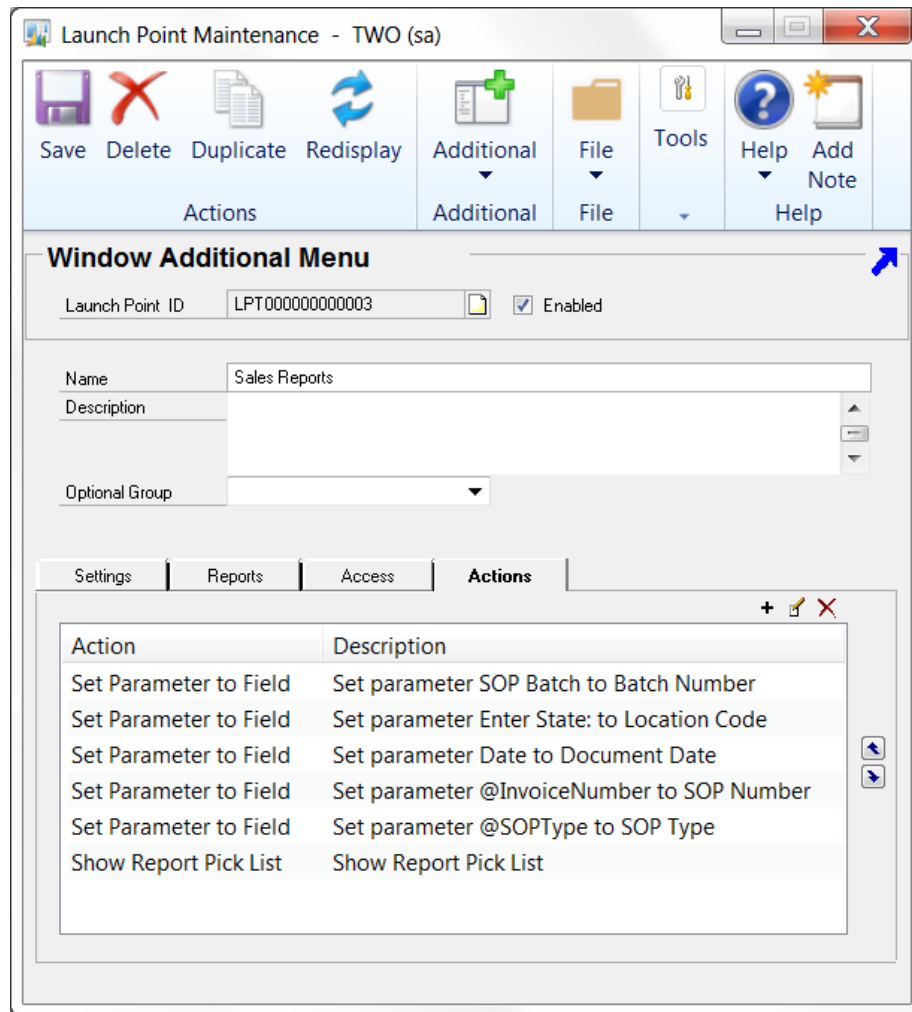 Launch Point Maintenance - TWO (sa)
Save Delete Duplicate Redisplay Additional File Tools Help Add Note
Actions Additional File Help
Window Additional Menu
Launch Point ID LPT000000000003 Enabled
Name Sales Reports
Description
Optional Group
Settings Reports Access Actions
Action Description
Set Parameter to Field Set parameter SOP Batch to Batch Number
Set Parameter to Field Set parameter Enter State: to Location Code
Set Parameter to Field Set parameter Date to Document Date
Set Parameter to Field Set parameter @InvoiceNumber to SOP Number
Set Parameter to Field Set parameter @SOPType to SOP Type
Show Report Pick List Show Report Pick List